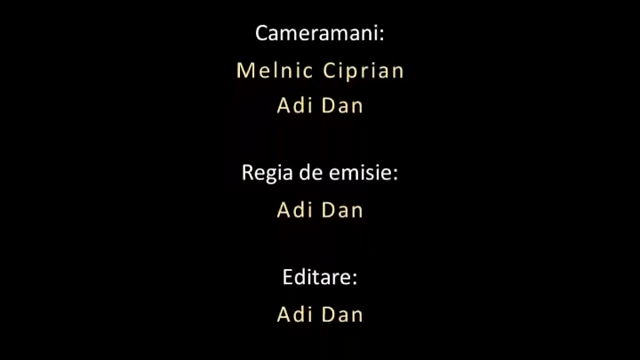 Cameramani:
Melnic Ciprian
Adi Dan
Regia de emisie:
Adi Dan
Editare:
Adi Dan